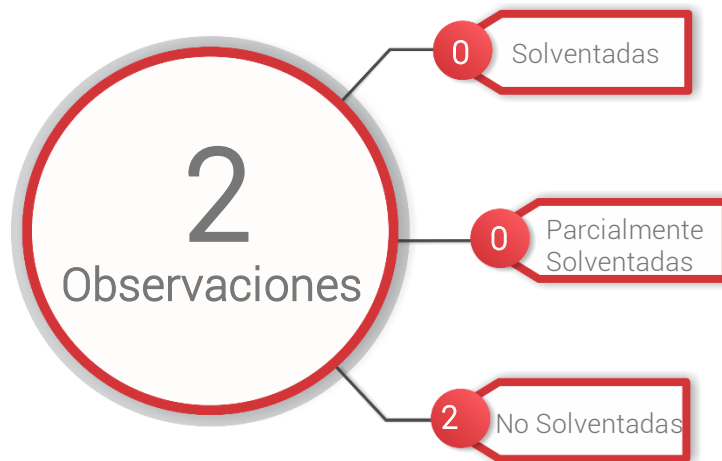 2
Observaciones
0
Solventadas
0
Parcialmente
Solventadas
2
No Solventadas